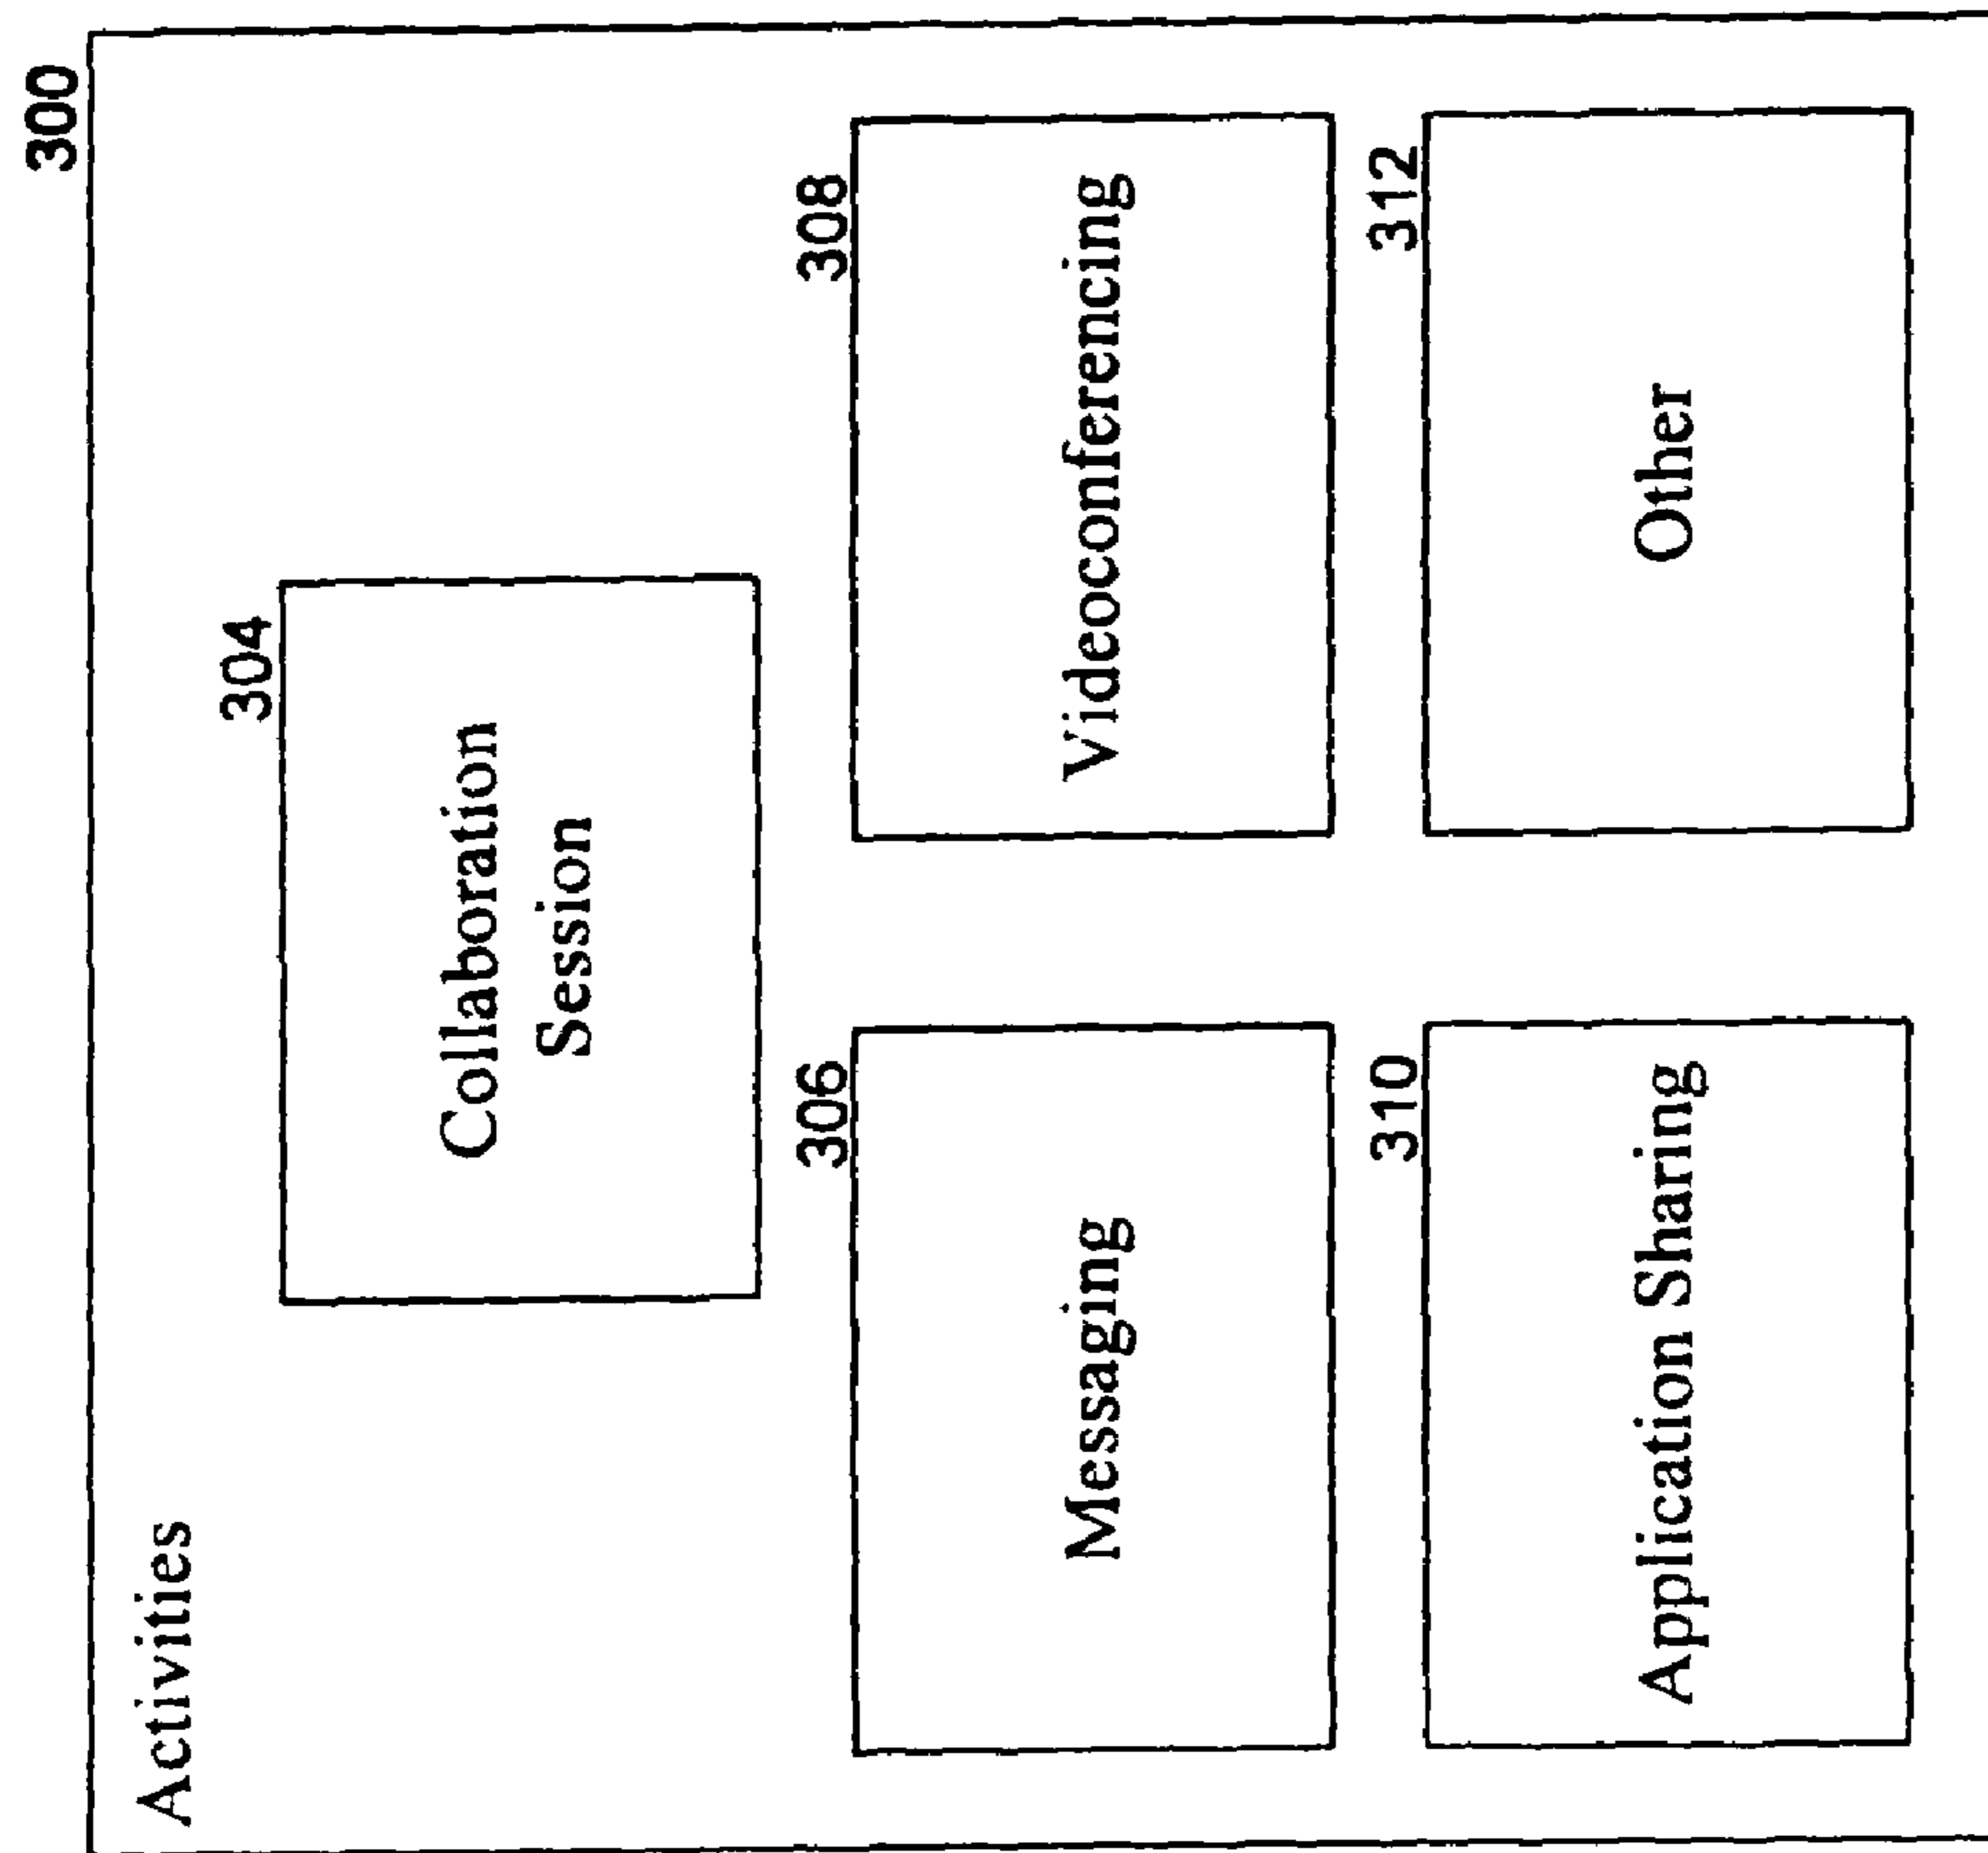 300
Activities
304
Collaboration
Session
306
Messaging
308
Videoconferencing
310
Application Sharing
312
Other